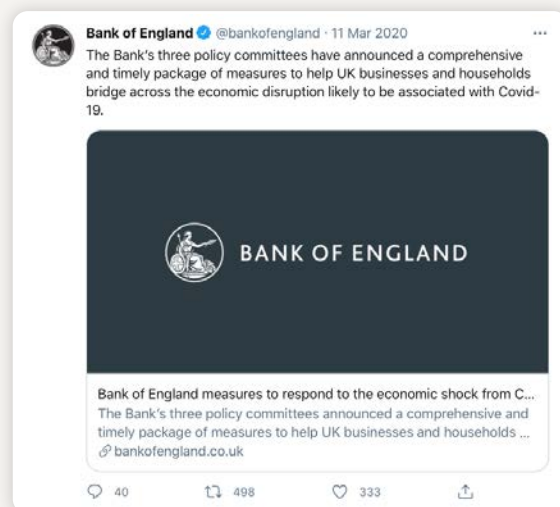 Bank of England @bankofengland · 11 Mar 2020
The Bank's three policy committees have announced a comprehensive
and timely package of measures to help UK businesses and households
bridge across the economic disruption likely to be associated with Covid-
19.
BANK OF ENGLAND
Bank of England measures to respond to the economic shock from C...
The Bank's three policy committees announced a comprehensive and
timely package of measures to help UK businesses and households ...
bankofengland.co.uk
40 498 333